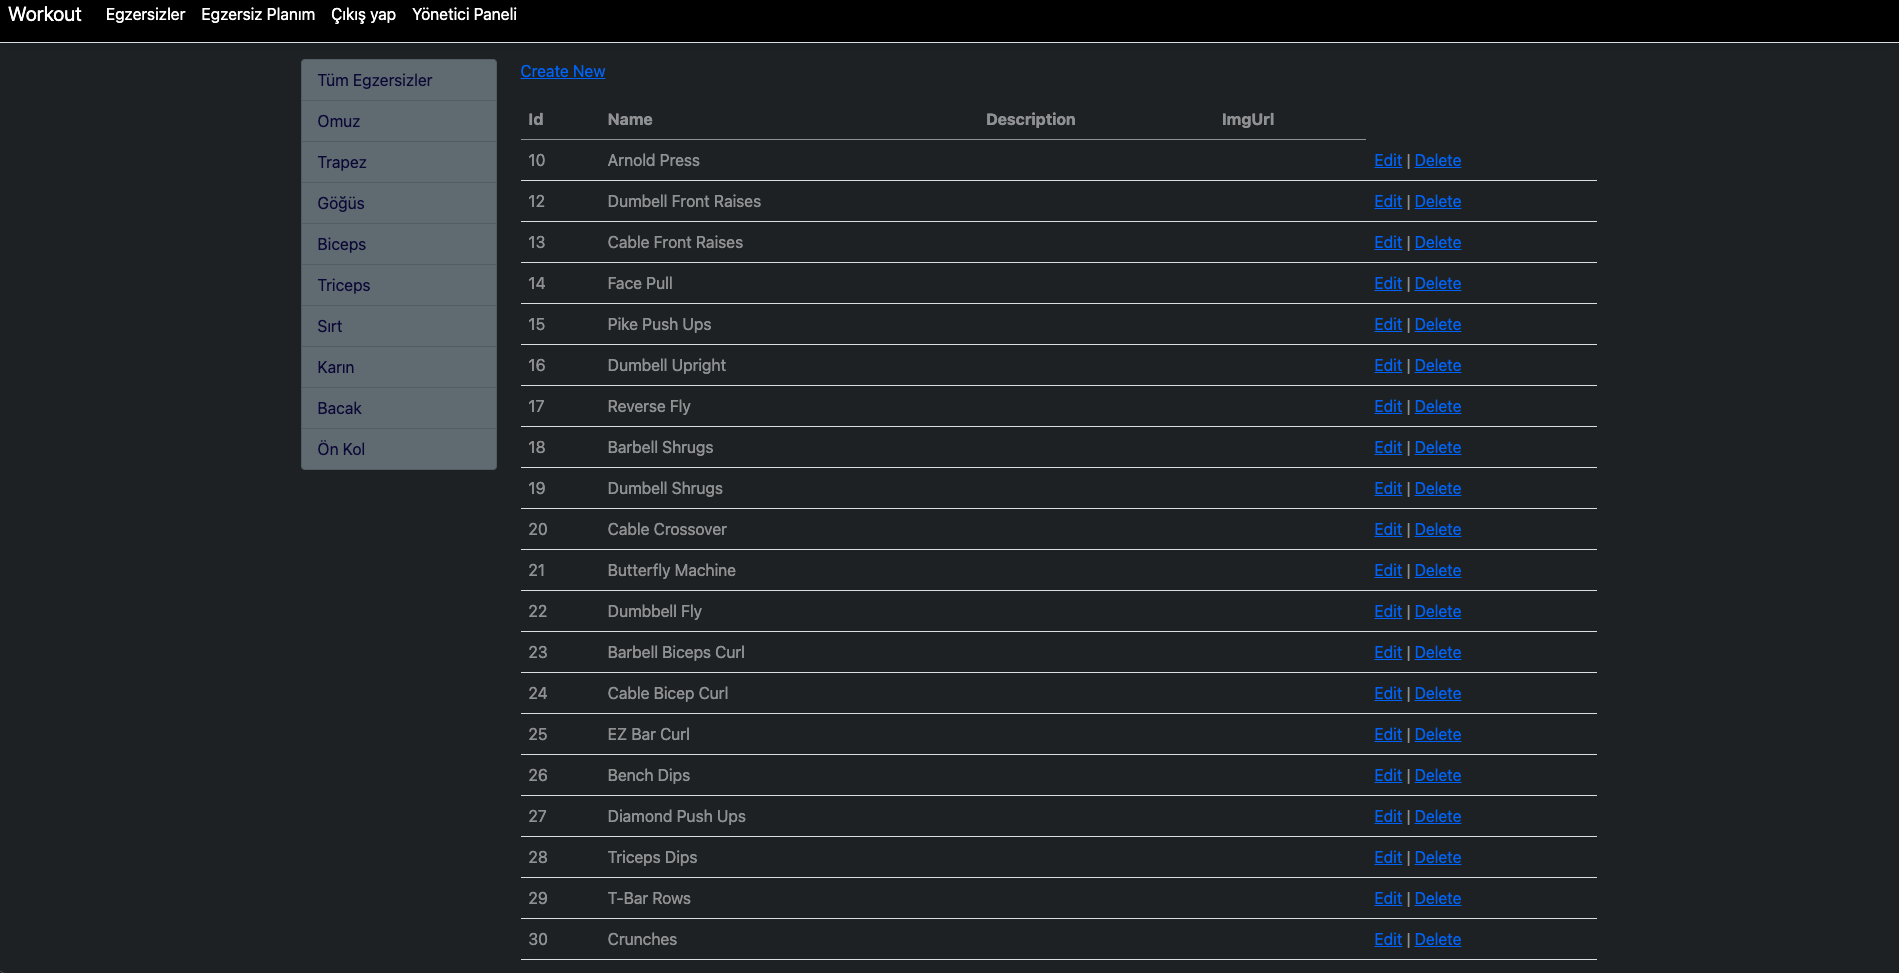 Workout Egzersizler Egzersiz Planım Çıkış yap Yönetici Paneli
Tüm Egzersizler
Omuz
Trapez
Göğüs
Biceps
Triceps
Sırt
Karın
Bacak
Ön Kol
Create New
Id Name Description ImgUrl
10 Arnold Press Edit | Delete
12 Dumbell Front Raises Edit | Delete
13 Cable Front Raises Edit | Delete
14 Face Pull Edit | Delete
15 Pike Push Ups Edit | Delete
16 Dumbell Upright Edit | Delete
17 Reverse Fly Edit | Delete
18 Barbell Shrugs Edit | Delete
19 Dumbell Shrugs Edit | Delete
20 Cable Crossover Edit | Delete
21 Butterfly Machine Edit | Delete
22 Dumbbell Fly Edit | Delete
23 Barbell Biceps Curl Edit | Delete
24 Cable Bicep Curl Edit | Delete
25 EZ Bar Curl Edit | Delete
26 Bench Dips Edit | Delete
27 Diamond Push Ups Edit | Delete
28 Triceps Dips Edit | Delete
29 T-Bar Rows Edit | Delete
30 Crunches Edit | Delete